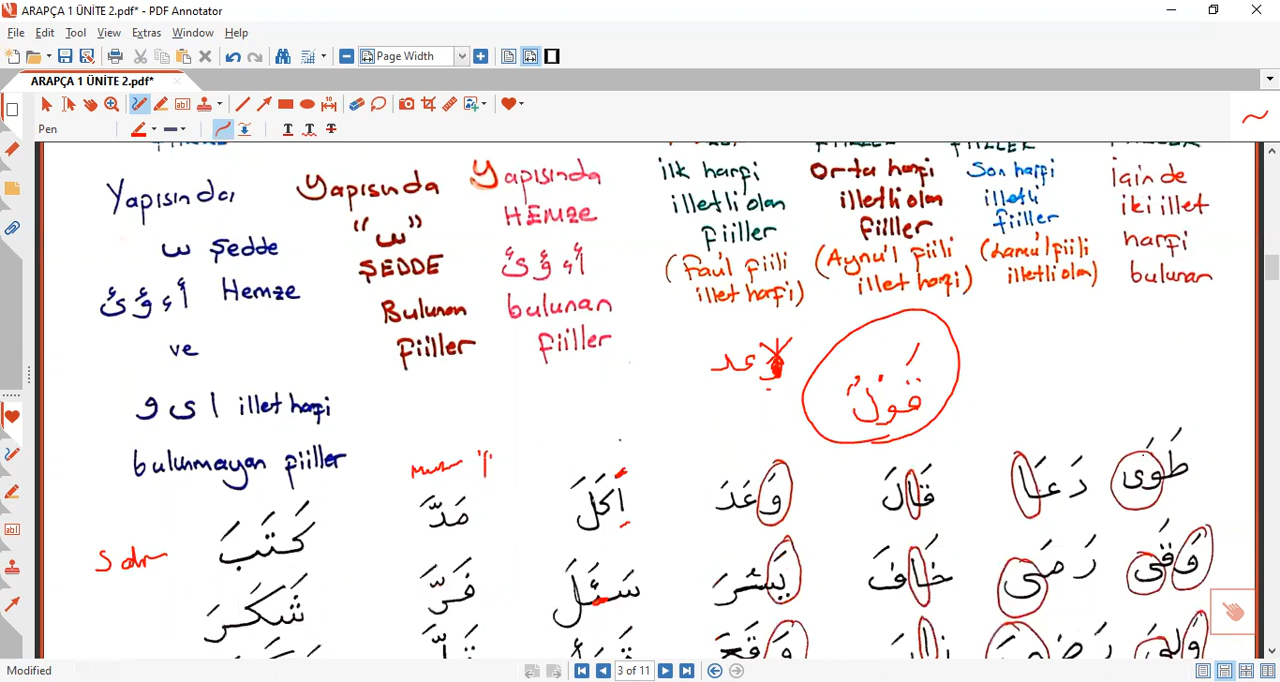 ARAPÇA 1 ÜNİTE 2.pdf* - PDF Annotator
File Edit Tool View Extras Window Help
Page Width
ARAPÇA 1 ÜNİTE 2.pdf*
Pen
Yapısında
س Şedde
أ ء ؤ ئ Hemze
ve
ا ى و illet harfi
bulunmayan fiiller
Yapısında
"س"
ŞEDDE
Bulunan
fiiller
Yapısında
HEMZE
أ ء ؤ ئ
bulunan
fiiller
ilk harfi
illetli olan
fiiller
(Faul fiili
illet harfi)
Orta harfi
illetli olan
fiiller
(Aynu'l fiili
illet harfi)
Son harfi
illetli
fiiller
(Lamu'l fiili
illetli olan)
içinde
iki illet
harfi
bulunan
قَوْلٌ
كَتَبَ مَدَّ أَكَلَ وَعَدَ قَالَ دَعَا طَوَى
شَكَرَ فَرَّ سَئَلَ يَسَرَ خَافَ رَمَى وَقَى
Modified
3 of 11